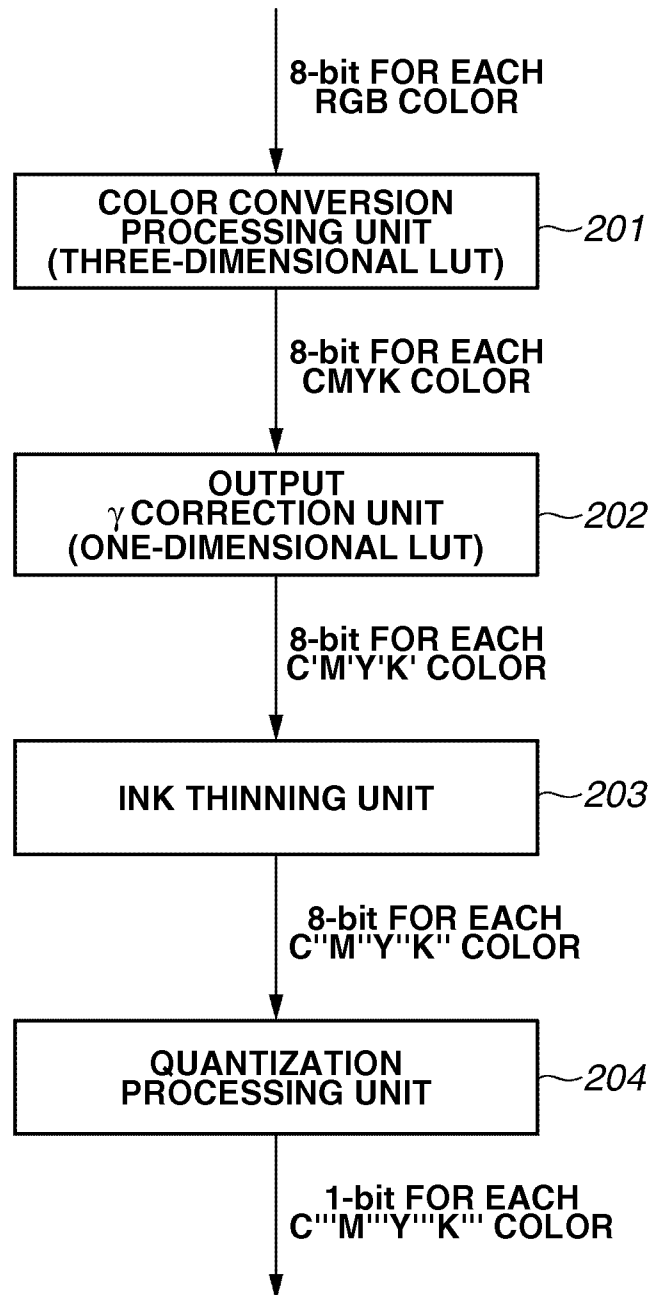 8-bit FOR EACH
RGB COLOR
COLOR CONVERSION
PROCESSING UNIT
(THREE-DIMENSIONAL LUT)
201
8-bit FOR EACH
CMYK COLOR
OUTPUT
γ CORRECTION UNIT
(ONE-DIMENSIONAL LUT)
202
8-bit FOR EACH
C'M'Y'K' COLOR
INK THINNING UNIT
203
8-bit FOR EACH
C''M''Y''K'' COLOR
QUANTIZATION
PROCESSING UNIT
204
1-bit FOR EACH
C'''M'''Y'''K''' COLOR